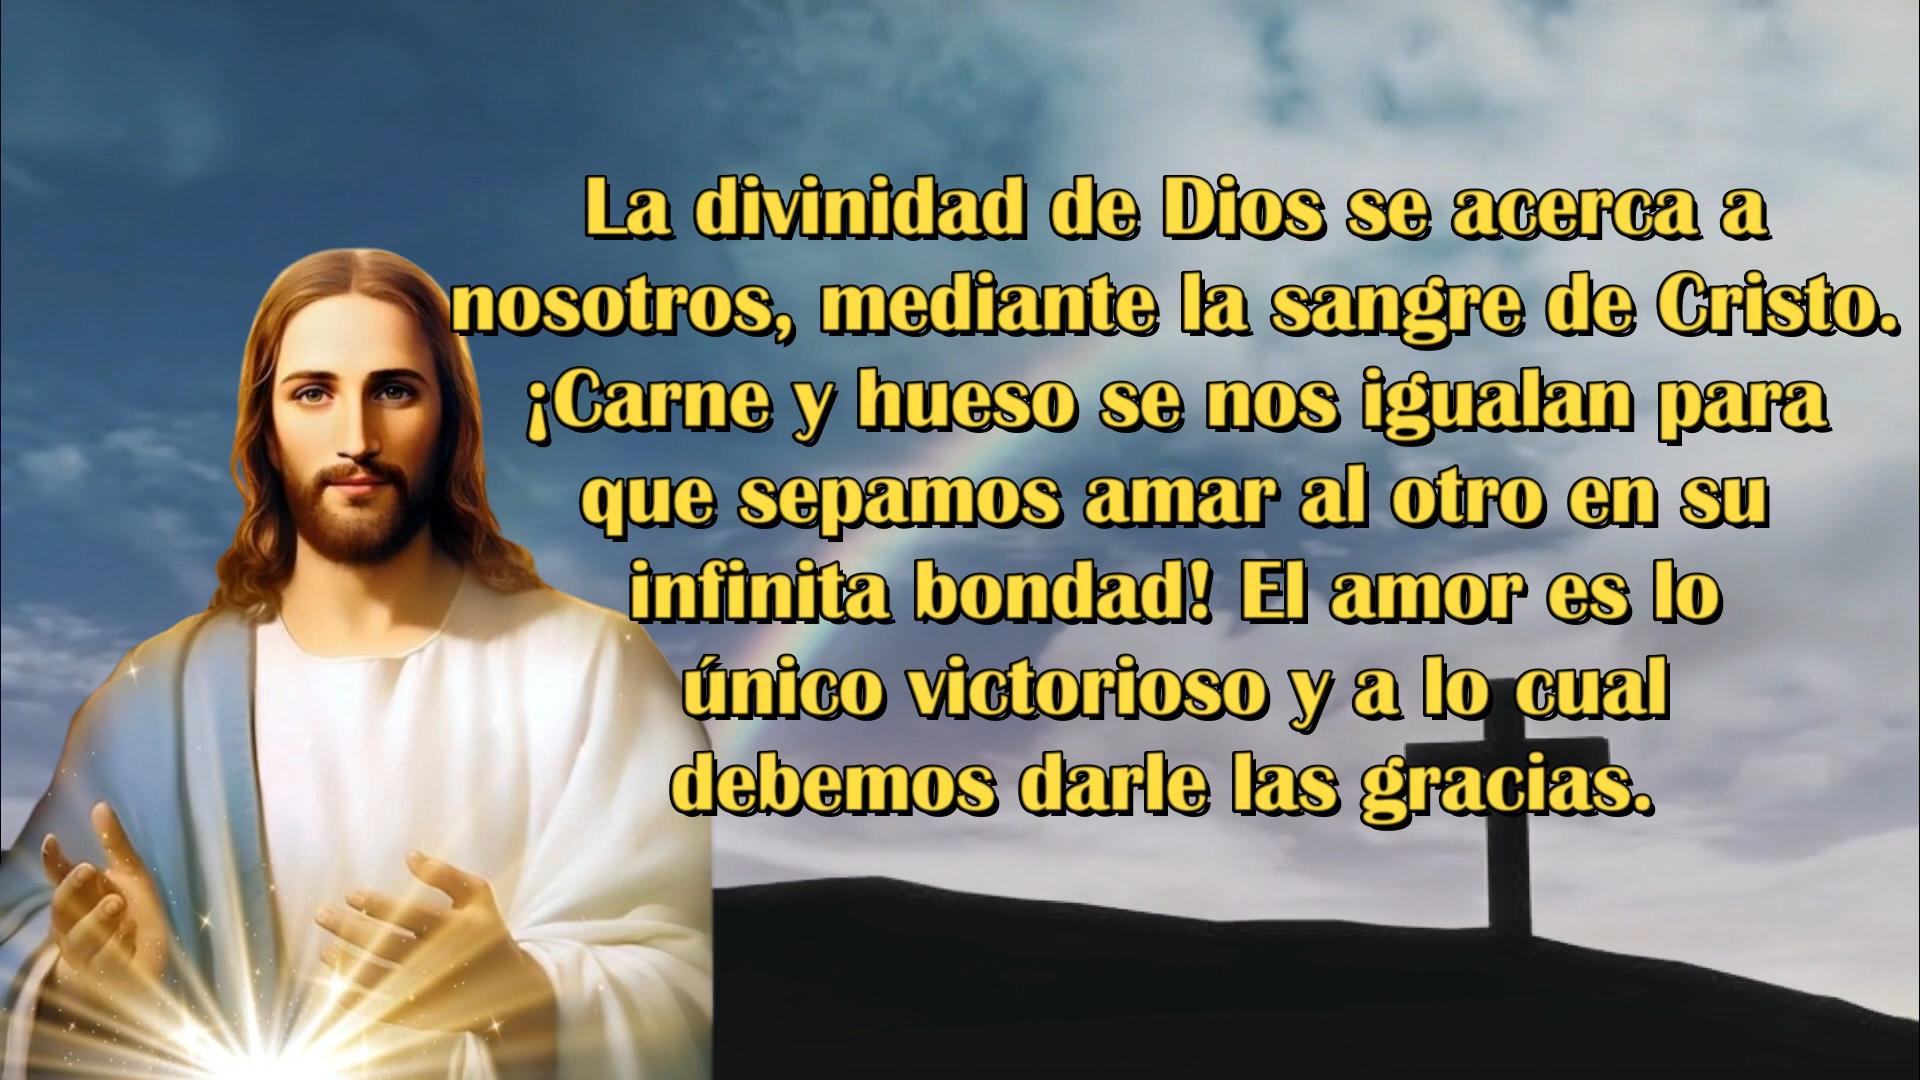 La divinidad de Dios se acerca a
nosotros, mediante la sangre de Cristo.
¡Carne y hueso se nos igualan para
que sepamos amar al otro en su
infinita bondad! El amor es lo
único victorioso y a lo cual
debemos darle las gracias.